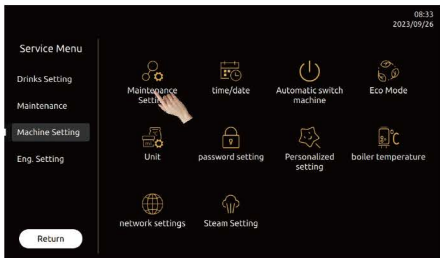 08:33
2023/09/26
Service Menu
Drinks Setting
Maintenance
Machine Setting
Eng. Setting
Return
Maintenance
Setting
time/date
Automatic switch
machine
Eco Mode
Unit
password setting
Personalized
setting
boiler temperature
network settings
Steam Setting